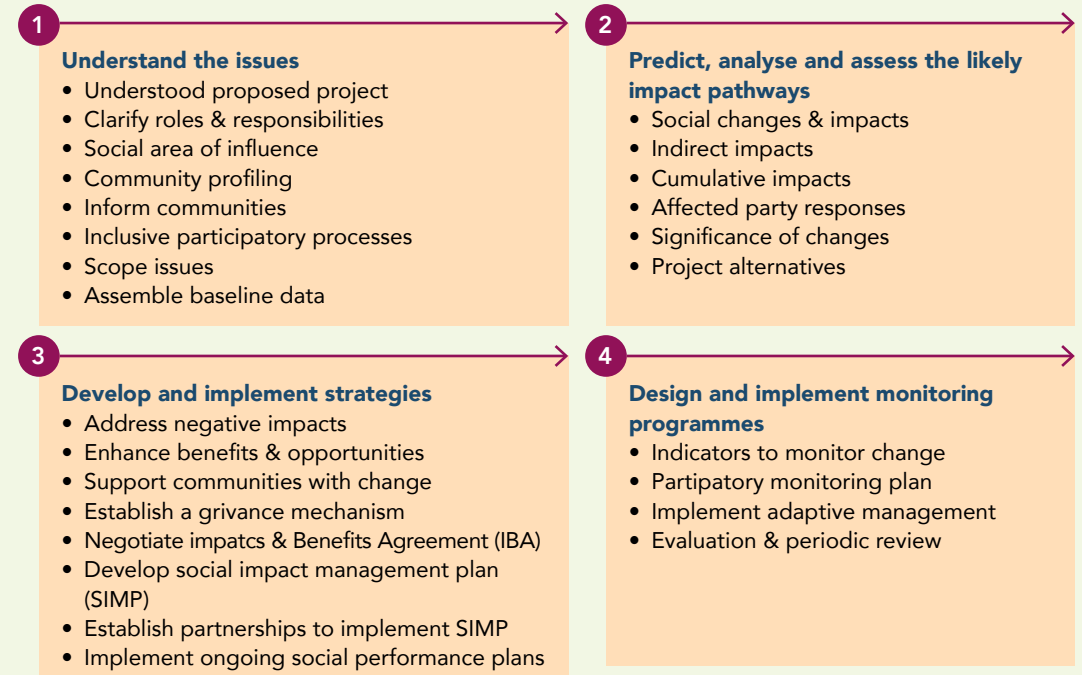 1
Understand the issues
• Understood proposed project
• Clarify roles & responsibilities
• Social area of influence
• Community profiling
• Inform communities
• Inclusive participatory processes
• Scope issues
• Assemble baseline data
2
Predict, analyse and assess the likely
impact pathways
• Social changes & impacts
• Indirect impacts
• Cumulative impacts
• Affected party responses
• Significance of changes
• Project alternatives
3
Develop and implement strategies
• Address negative impacts
• Enhance benefits & opportunities
• Support communities with change
• Establish a grivance mechanism
• Negotiate impatcs & Benefits Agreement (IBA)
• Develop social impact management plan
(SIMP)
• Establish partnerships to implement SIMP
• Implement ongoing social performance plans
4
Design and implement monitoring
programmes
• Indicators to monitor change
• Partipatory monitoring plan
• Implement adaptive management
• Evaluation & periodic review